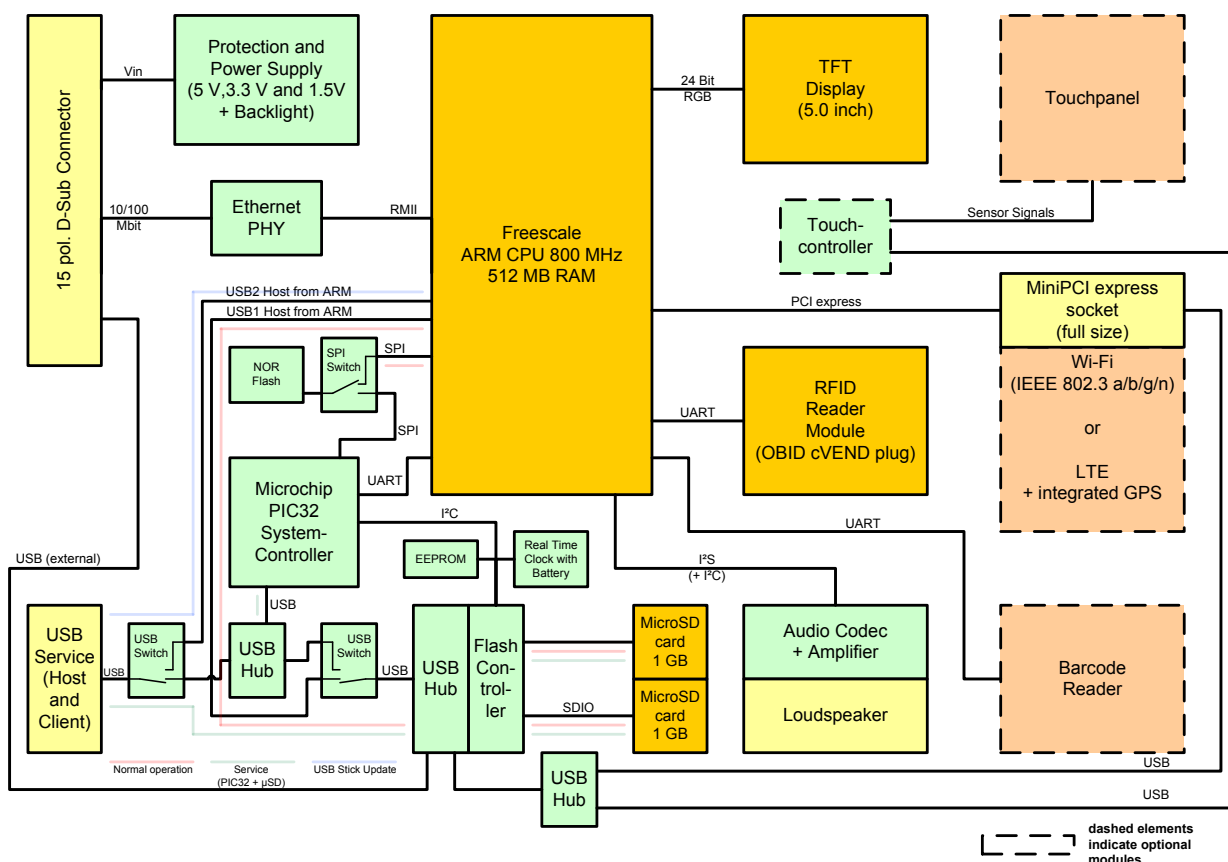 15 pol. D-Sub Connector
Vin
Protection and
Power Supply
(5 V,3.3 V and 1.5V
+ Backlight)
10/100
Mbit
Ethernet
PHY
RMII
Freescale
ARM CPU 800 MHz
512 MB RAM
24 Bit
RGB
TFT
Display
(5.0 inch)
Touchpanel
Sensor Signals
Touch-
controller
USB2 Host from ARM
USB1 Host from ARM
PCI express
MiniPCI express
socket
(full size)
Wi-Fi
(IEEE 802.3 a/b/g/n)
or
LTE
+ integrated GPS
NOR
Flash
SPI
Switch
SPI
SPI
UART
RFID
Reader
Module
(OBID cVEND plug)
Microchip
PIC32
System-
Controller
UART
I²C
UART
EEPROM
Real Time
Clock with
Battery
I²S
(+ I²C)
USB (external)
USB
USB
Service
(Host
and
Client)
USB
USB
Switch
USB
Hub
USB
Switch
USB
USB
Hub
Flash
Con-
trol-
ler
SDIO
MicroSD
card
1 GB
MicroSD
card
1 GB
Audio Codec
+ Amplifier
Loudspeaker
Barcode
Reader
Normal operation
Service
(PIC32 + µSD)
USB Stick Update
USB
Hub
USB
USB
dashed elements
indicate optional
modules